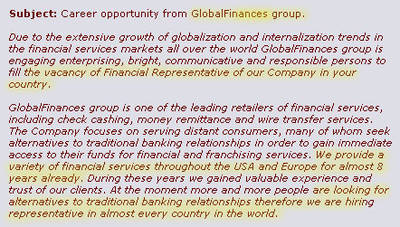 Subject: Career opportunity from GlobalFinances group.
Due to the extensive growth of globalization and internalization trends in
the financial services markets all over the world GlobalFinances group is
engaging enterprising, bright, communicative and responsible persons to
fill the vacancy of Financial Representative of our Company in your
country.
GlobalFinances group is one of the leading retailers of financial services,
including check cashing, money remittance and wire transfer services.
The Company focuses on serving distant consumers, many of whom seek
alternatives to traditional banking relationships in order to gain immediate
access to their funds for financial and franchising services. We provide a
variety of financial services throughout the USA and Europe for almost 8
years already. During these years we gained valuable experience and
trust of our clients. At the moment more and more people are looking for
alternatives to traditional banking relationships therefore we are hiring
representative in almost every country in the world.